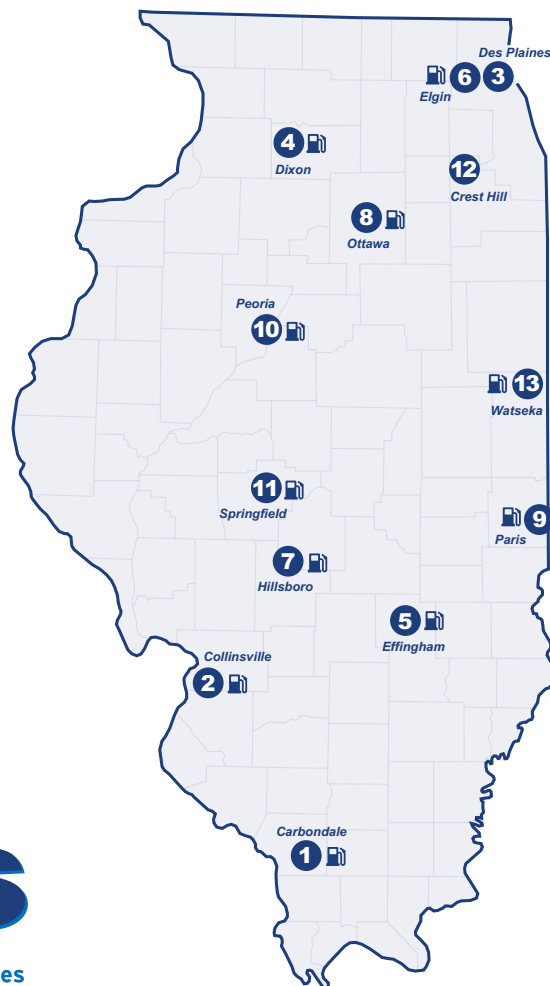 Des Plaines
6 3
Elgin
4
Dixon
12
Crest Hill
8
Ottawa
Peoria
10
13
Watseka
11
Springfield
9
Paris
7
Hillsboro
5
Effingham
Collinsville
2
Carbondale
1
S
es